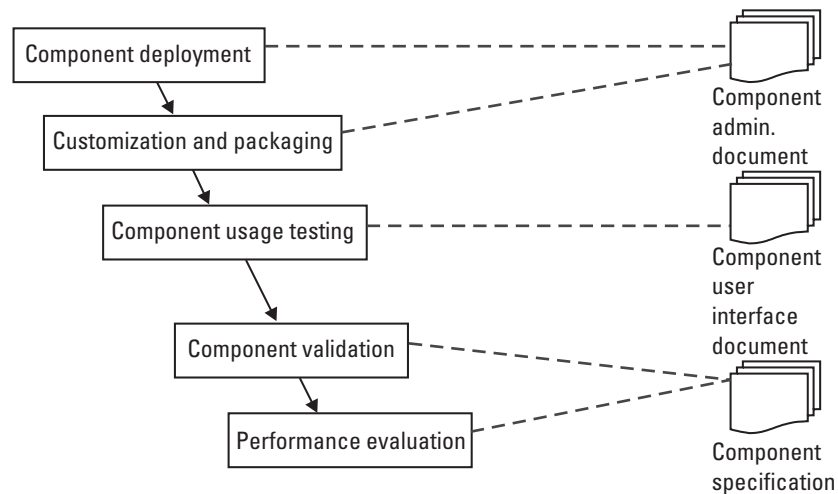 Component deployment
Customization and packaging
Component usage testing
Component validation
Performance evaluation
Component
admin.
document
Component
user
interface
document
Component
specification